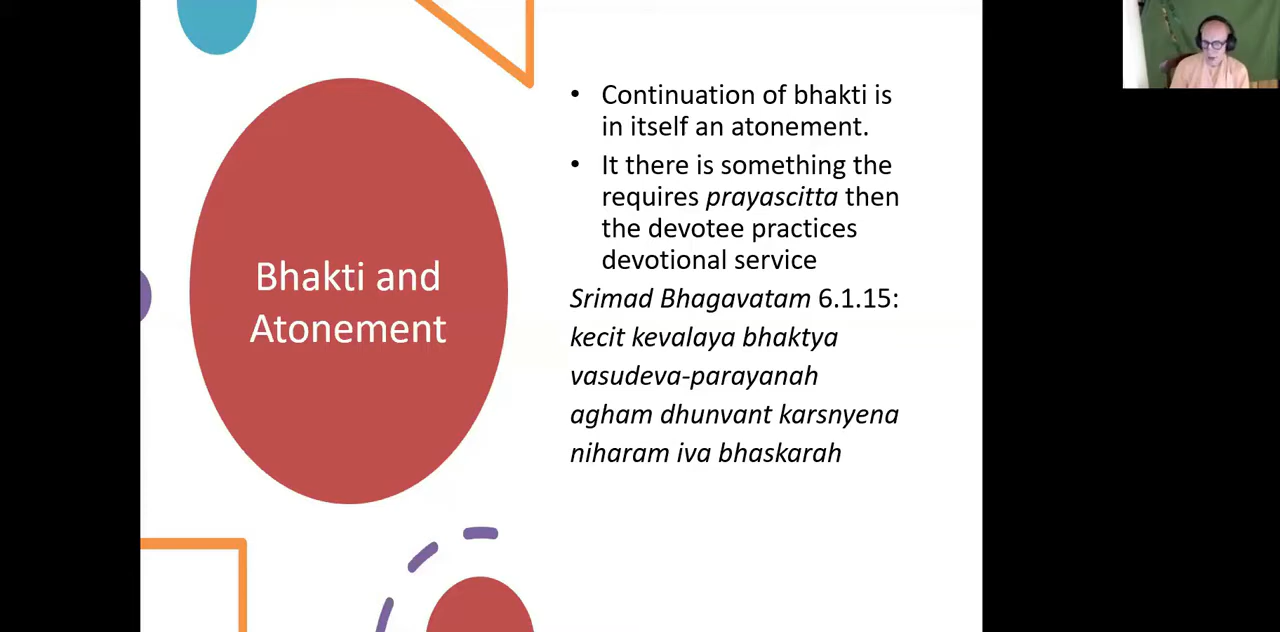 Bhakti and
Atonement
• Continuation of bhakti is
in itself an atonement.
• It there is something the
requires prayascitta then
the devotee practices
devotional service
Srimad Bhagavatam 6.1.15:
kecit kevalaya bhaktya
vasudeva-parayanah
agham dhunvant karsnyena
niharam iva bhaskarah